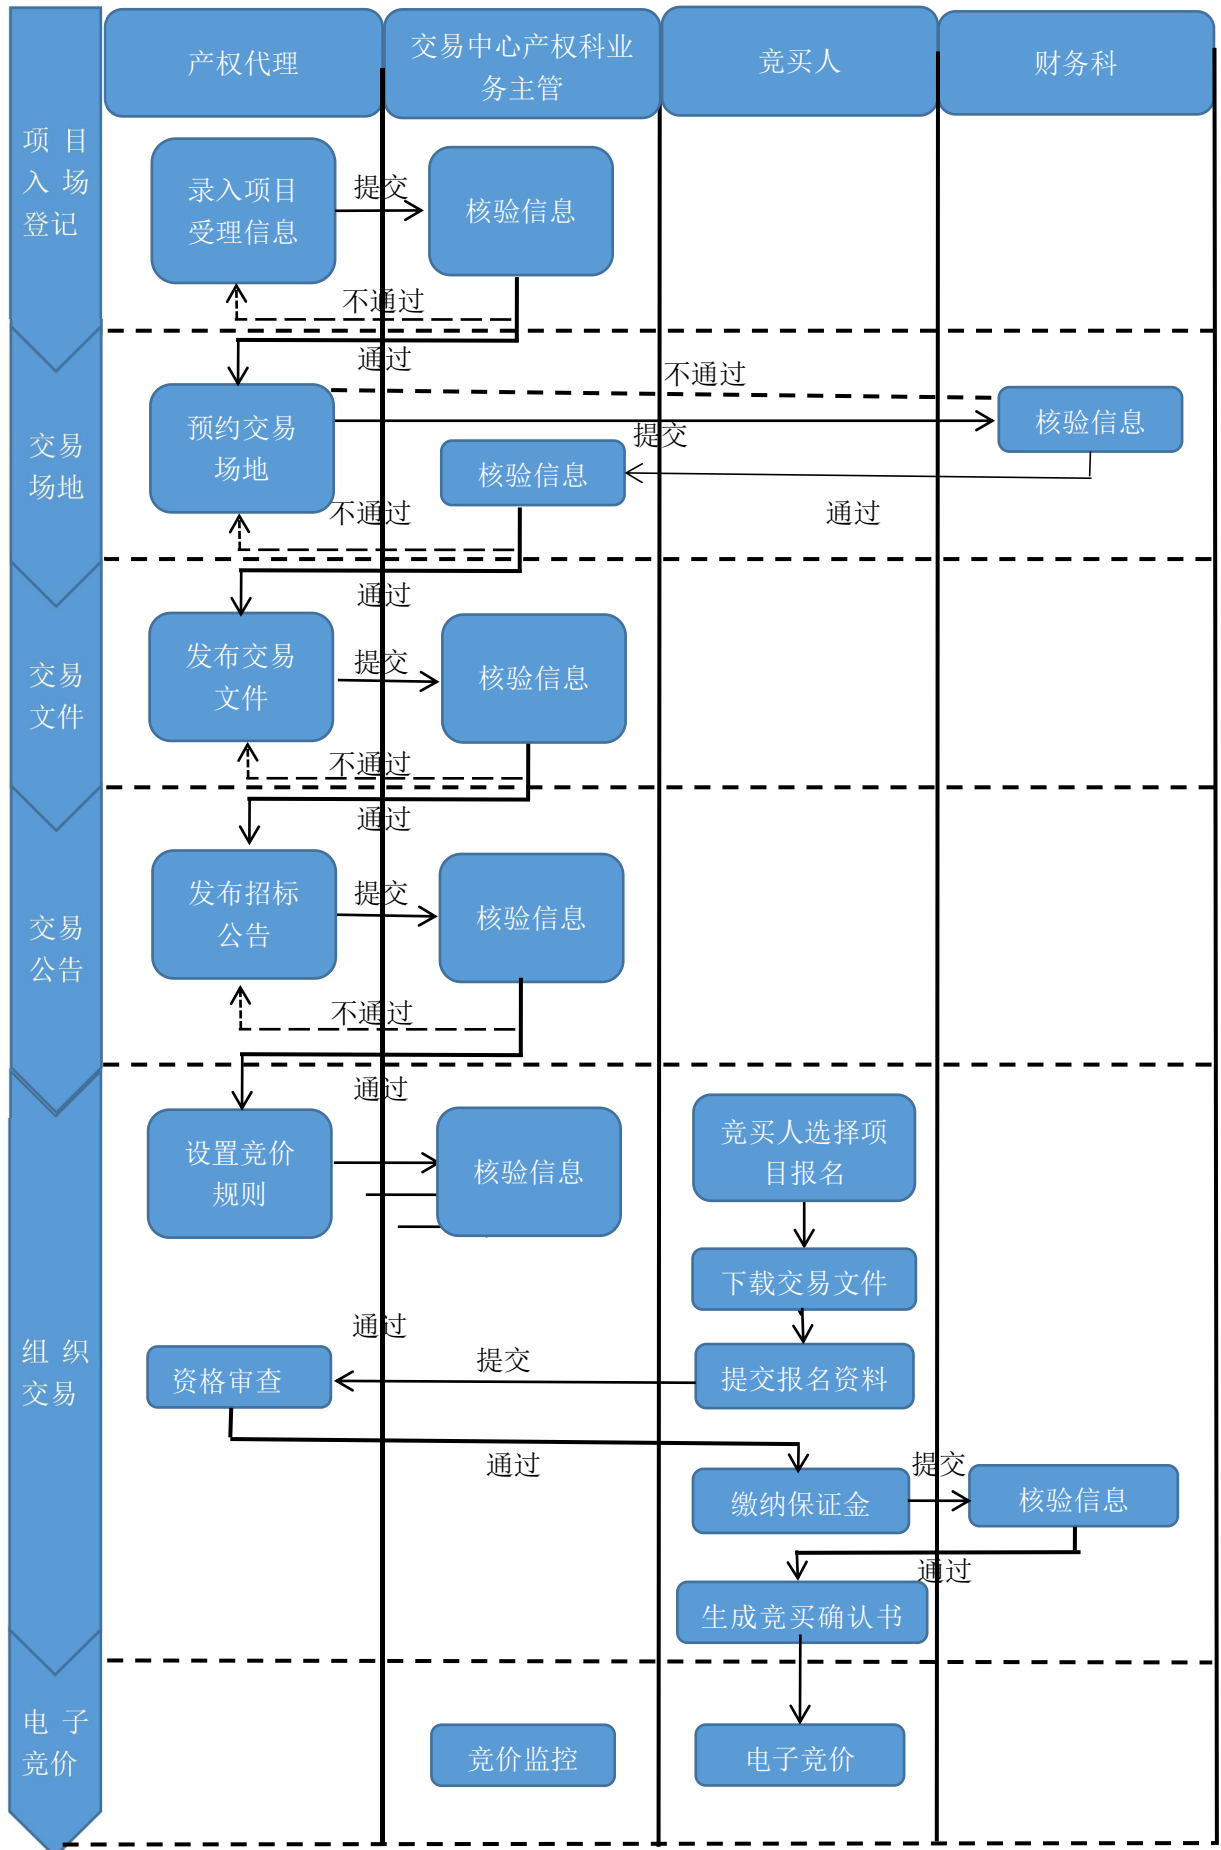 产权代理
交易中心产权科业
务主管
竞买人
财务科
项 目
入 场
登记
录入项目
受理信息
提交
核验信息
不通过
通过
交易
场地
预约交易
场地
不通过
核验信息
提交
核验信息
不通过
通过
通过
交易
文件
发布交易
文件
提交
核验信息
不通过
通过
交易
公告
发布招标
公告
提交
核验信息
不通过
通过
组 织
交易
设置竞价
规则
核验信息
竞买人选择项
目报名
下载交易文件
通过
提交
资格审查
提交报名资料
通过
缴纳保证金
提交
核验信息
通过
生成竞买确认书
电 子
竞价
竞价监控
电子竞价